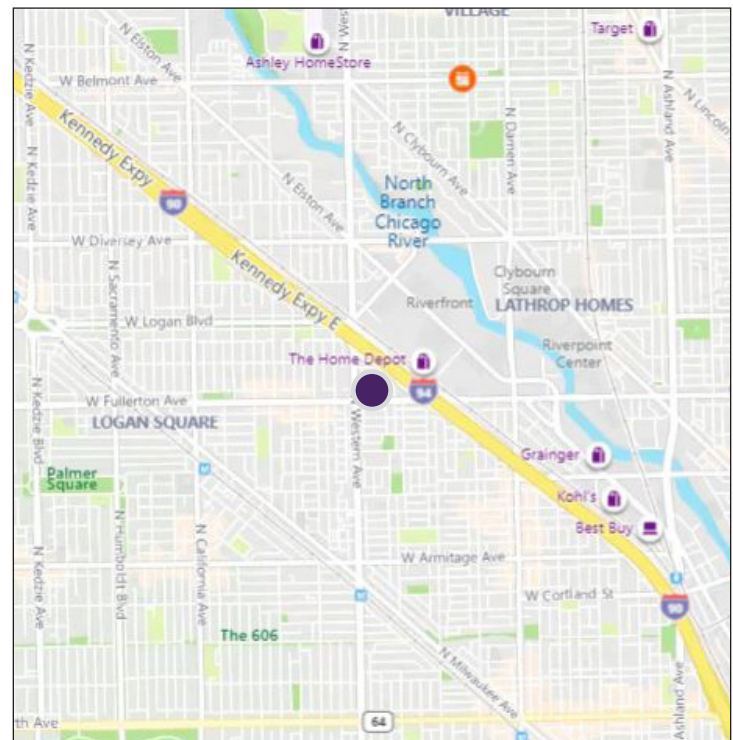 VILLAGE
Target
N Elston Ave
N Kedzie Ave
Ashley HomeStore
W Belmont Ave
N Ashland Ave
N Lincoln
Kennedy Expy
N Clybourn Ave
N Damen Ave
N Kedzie Ave
North
Branch
Chicago
River
N Elston Ave
90
W Diversey Ave
Kennedy Expy E
Clybourn
Square
N Sacramento Ave
Riverfront
LATHROP HOMES
W Logan Blvd
Riverpoint
Center
The Home Depot
94
W Fullerton Ave
N Western Ave
LOGAN SQUARE
N Kedzie Blvd
Grainger
Palmer
Square
Kohl's
Best Buy
N Humboldt Blvd
N California Ave
N Kedzie Ave
W Armitage Ave
W Cortland St
90
The 606
N Milwaukee Ave
Ashland Ave
64
th Ave